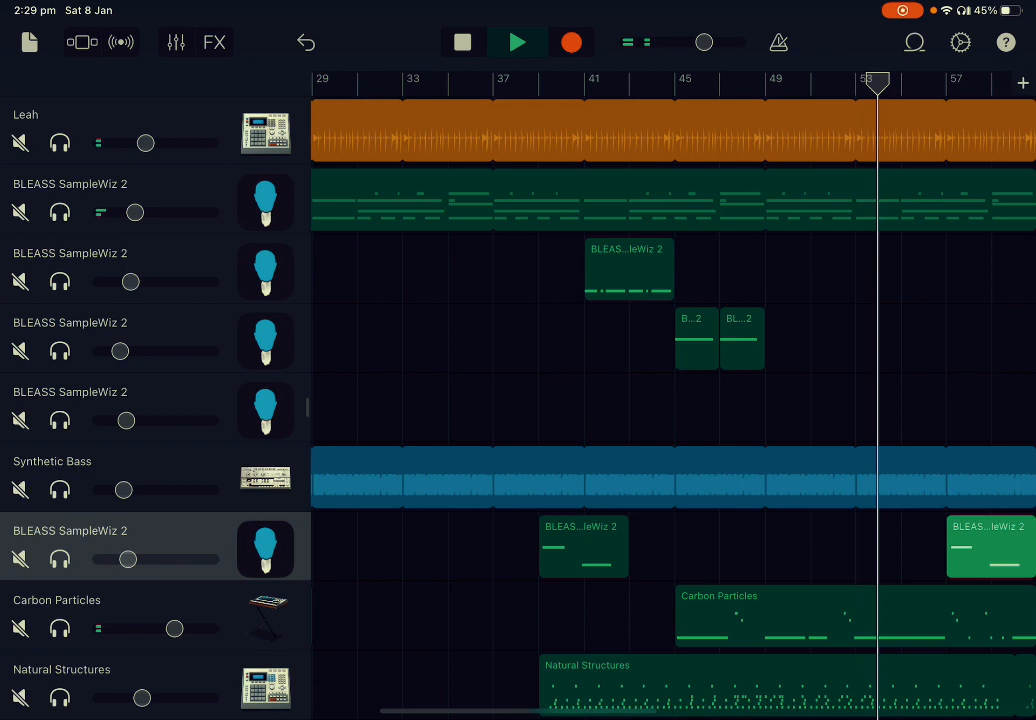 2:29 pm Sat 8 Jan
45%
FX
?
29 33 37 41 45 49 53 57
+
Leah
BLEASS SampleWiz 2
BLEASS SampleWiz 2
BLEAS...leWiz 2
BLEASS SampleWiz 2
B...2
BL...2
BLEASS SampleWiz 2
Synthetic Bass
BLEASS SampleWiz 2
BLEAS...leWiz 2
BLEAS...leWiz 2
Carbon Particles
Carbon Particles
Natural Structures
Natural Structures